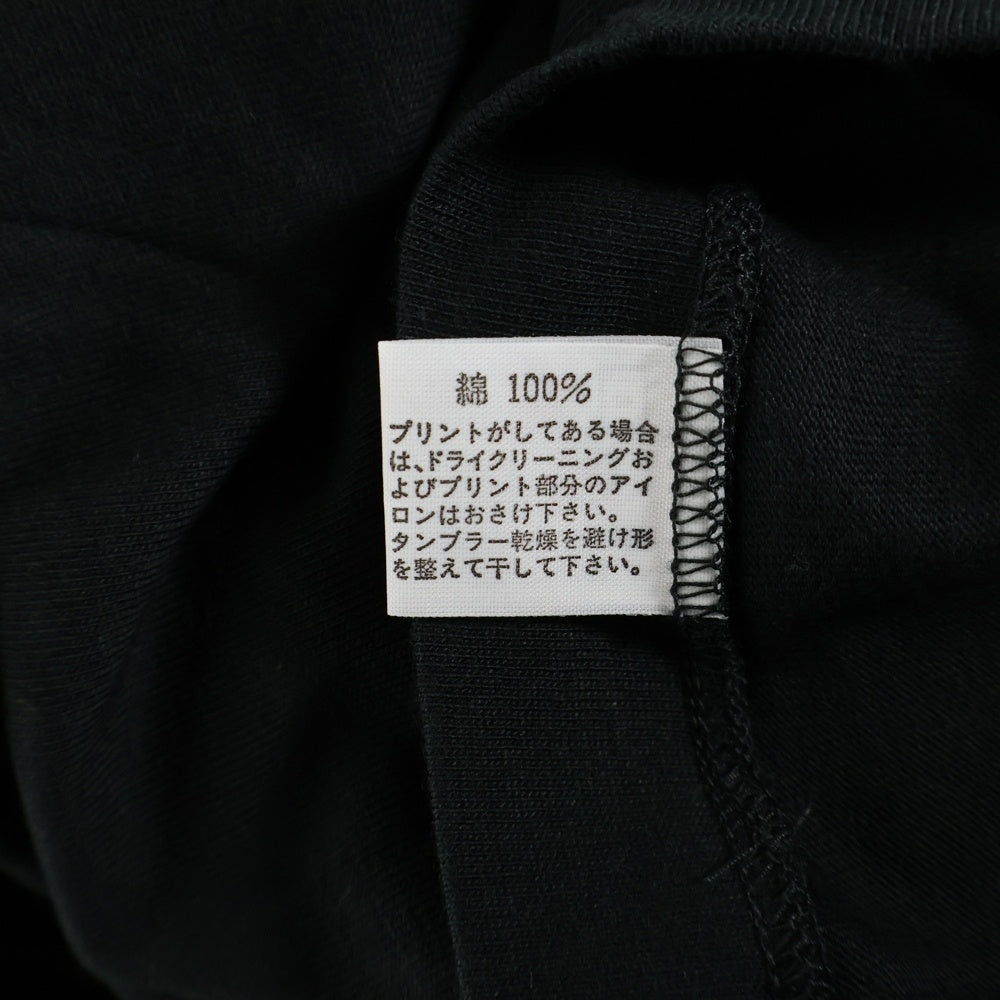 綿 100%
プリントがしてある場合
は、ドライクリーニングお
よびプリント部分のアイ
ロンはおさけ下さい。
タンブラー乾燥を避け形
を整えて干して下さい。